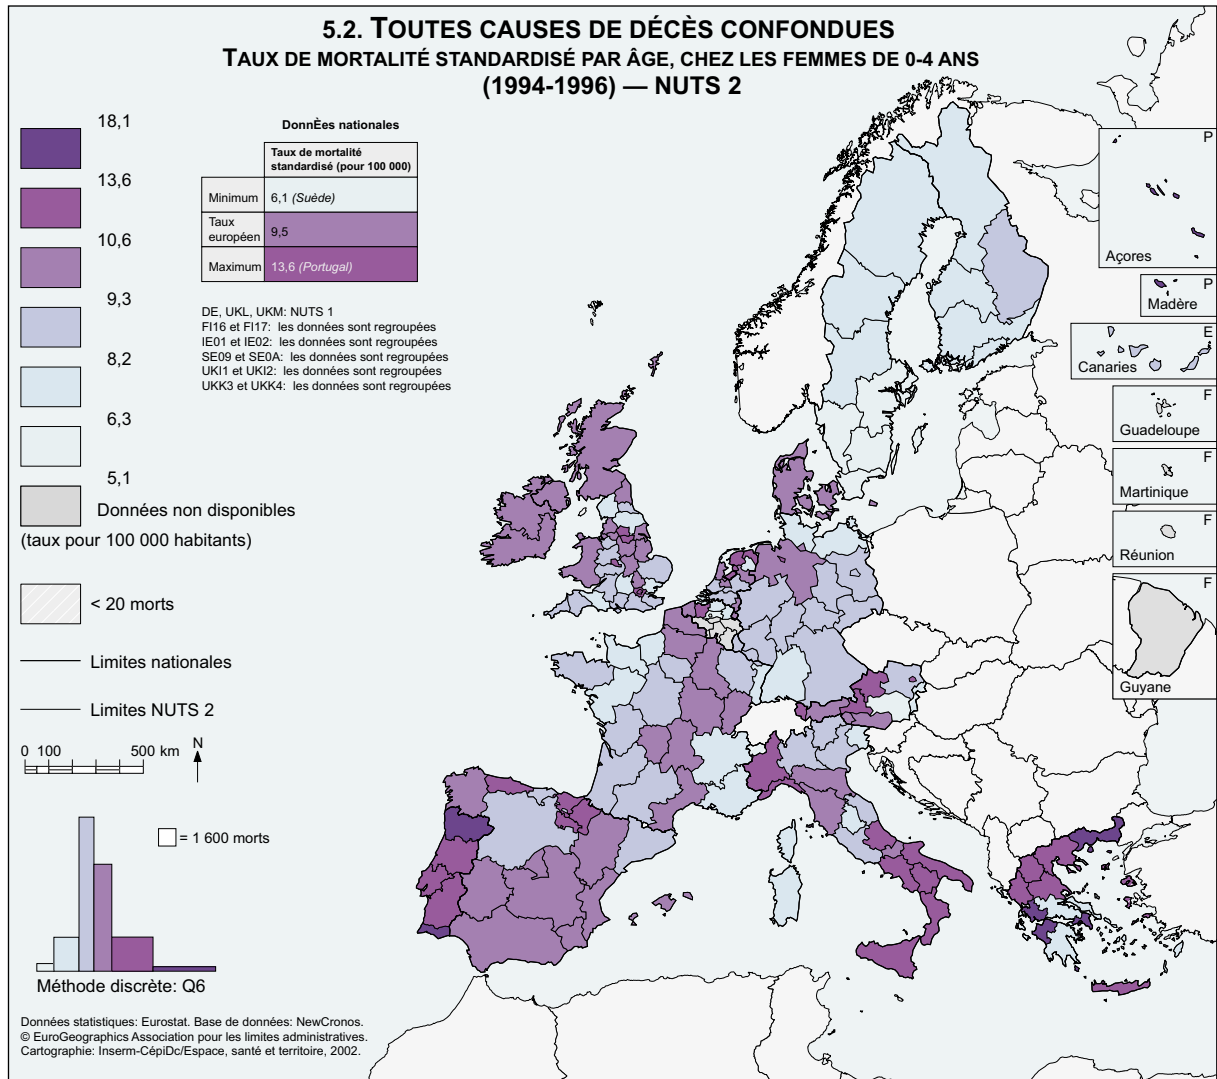 5.2. TOUTES CAUSES DE DÉCÈS CONFONDUES
TAUX DE MORTALITÉ STANDARDISÉ PAR ÂGE, CHEZ LES FEMMES DE 0-4 ANS
(1994-1996) — NUTS 2
18,1
13,6
10,6
9,3
8,2
6,3
5,1
Données non disponibles
(taux pour 100 000 habitants)
< 20 morts
Limites nationales
Limites NUTS 2
0 100 500 km
N
= 1 600 morts
Méthode discrète: Q6
Données statistiques: Eurostat. Base de données: NewCronos.
© EuroGeographics Association pour les limites administratives.
Cartographie: Inserm-CépiDc/Espace, santé et territoire, 2002.
DonnÈes nationales
Taux de mortalité
standardisé (pour 100 000)
Minimum 6,1 (Suède)
Taux
européen 9,5
Maximum 13,6 (Portugal)
DE, UKL, UKM: NUTS 1
FI16 et FI17: les données sont regroupées
IE01 et IE02: les données sont regroupées
SE09 et SE0A: les données sont regroupées
UKI1 et UKI2: les données sont regroupées
UKK3 et UKK4: les données sont regroupées
P
Açores
P
Madère
E
Canaries
F
Guadeloupe
F
Martinique
F
Réunion
F
Guyane